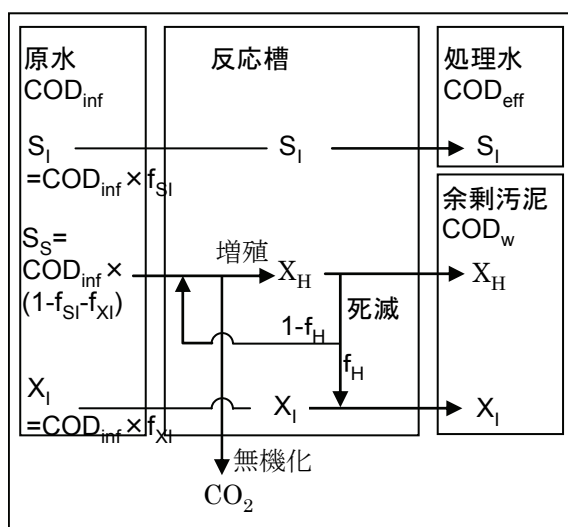 原水
COD_inf
S_I
=COD_inf×f_SI
S_S=
COD_inf×
(1-f_SI-f_XI)
X_I
=COD_inf×f_XI
反応槽
S_I
増殖
X_H
死滅
1-f_H
f_H
X_I
無機化
CO_2
処理水
COD_eff
S_I
余剰汚泥
COD_w
X_H
X_I